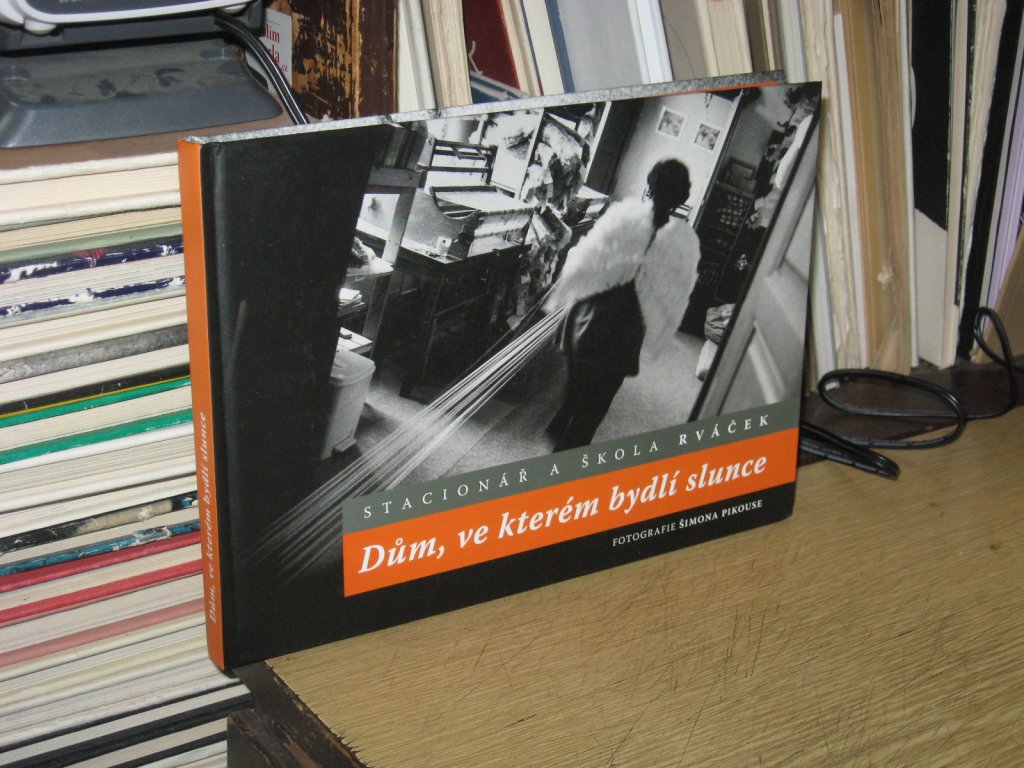 STACIONÁŘ A ŠKOLA RVÁČEK
Dům, ve kterém bydlí slunce
FOTOGRAFIE ŠIMONA PIKOUSE
Dům, ve kterém bydlí slunce